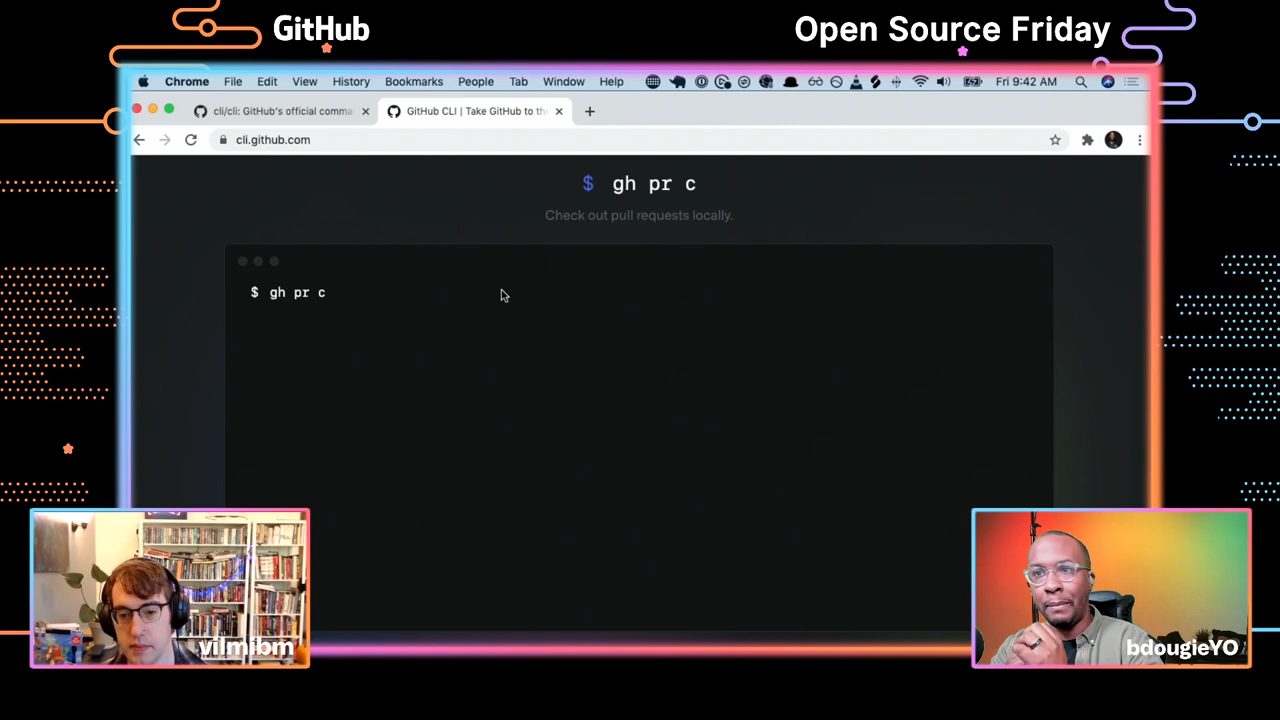 GitHub
Open Source Friday
Chrome File Edit View History Bookmarks People Tab Window Help Fri 9:42 AM
cli/cli: GitHub's official comma
GitHub CLI | Take GitHub to th
cli.github.com
$ gh pr c
Check out pull requests locally.
$ gh pr c
vilmibm
bdougieYO